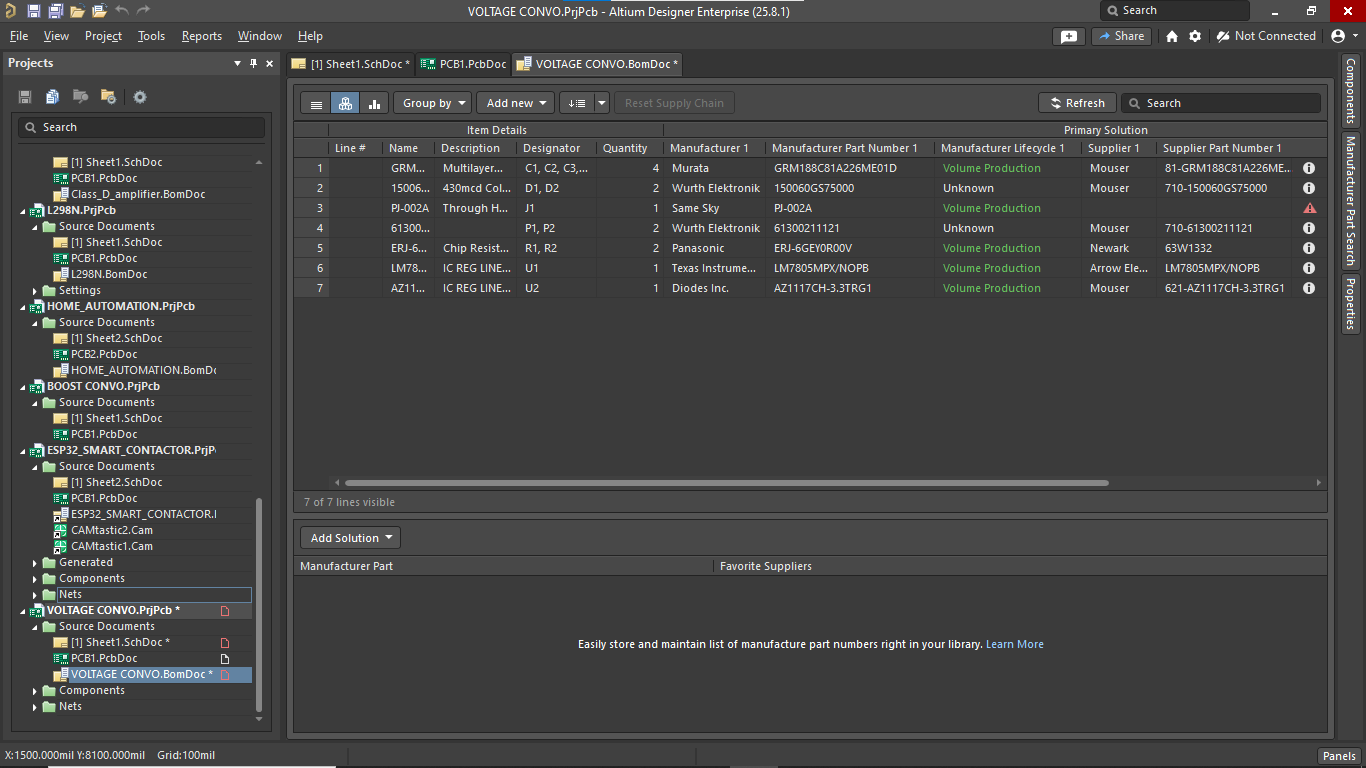 VOLTAGE CONVO.PrjPcb - Altium Designer Enterprise (25.8.1)
Search
File View Project Tools Reports Window Help
Share
Not Connected
Projects
[1] Sheet1.SchDoc * PCB1.PcbDoc VOLTAGE CONVO.BomDoc *
Search
[1] Sheet1.SchDoc
PCB1.PcbDoc
Class_D_amplifier.BomDoc
L298N.PrjPcb
Source Documents
[1] Sheet1.SchDoc
PCB1.PcbDoc
L298N.BomDoc
Settings
HOME_AUTOMATION.PrjPcb
Source Documents
[1] Sheet2.SchDoc
PCB2.PcbDoc
HOME_AUTOMATION.BomDc
BOOST CONVO.PrjPcb
Source Documents
[1] Sheet1.SchDoc
PCB1.PcbDoc
ESP32_SMART_CONTACTOR.PrjP
Source Documents
[1] Sheet2.SchDoc
PCB1.PcbDoc
ESP32_SMART_CONTACTOR.
CAMtastic2.Cam
CAMtastic1.Cam
Generated
Components
Nets
VOLTAGE CONVO.PrjPcb *
Source Documents
[1] Sheet1.SchDoc *
PCB1.PcbDoc
VOLTAGE CONVO.BomDoc *
Components
Nets
Group by Add new Reset Supply Chain Refresh Search
Item Details Primary Solution
Line # Name Description Designator Quantity Manufacturer 1 Manufacturer Part Number 1 Manufacturer Lifecycle 1 Supplier 1 Supplier Part Number 1
1 GRM... Multilayer... C1, C2, C3,... 4 Murata GRM188C81A226ME01D Volume Production Mouser 81-GRM188C81A226ME...
2 15006... 430mcd Col... D1, D2 2 Wurth Elektronik 150060GS75000 Unknown Mouser 710-150060GS75000
3 PJ-002A Through H... J1 1 Same Sky PJ-002A Volume Production
4 61300... P1, P2 2 Wurth Elektronik 61300211121 Unknown Mouser 710-61300211121
5 ERJ-6... Chip Resist... R1, R2 2 Panasonic ERJ-6GEY0R00V Volume Production Newark 63W1332
6 LM78... IC REG LINE... U1 1 Texas Instrume... LM7805MPX/NOPB Volume Production Arrow Ele... LM7805MPX/NOPB
7 AZ11... IC REG LINE... U2 1 Diodes Inc. AZ1117CH-3.3TRG1 Volume Production Mouser 621-AZ1117CH-3.3TRG1
7 of 7 lines visible
Add Solution
Manufacturer Part Favorite Suppliers
Easily store and maintain list of manufacture part numbers right in your library. Learn More
Components
Manufacturer Part Search
Properties
X:1500.000mil Y:8100.000mil Grid:100mil
Panels